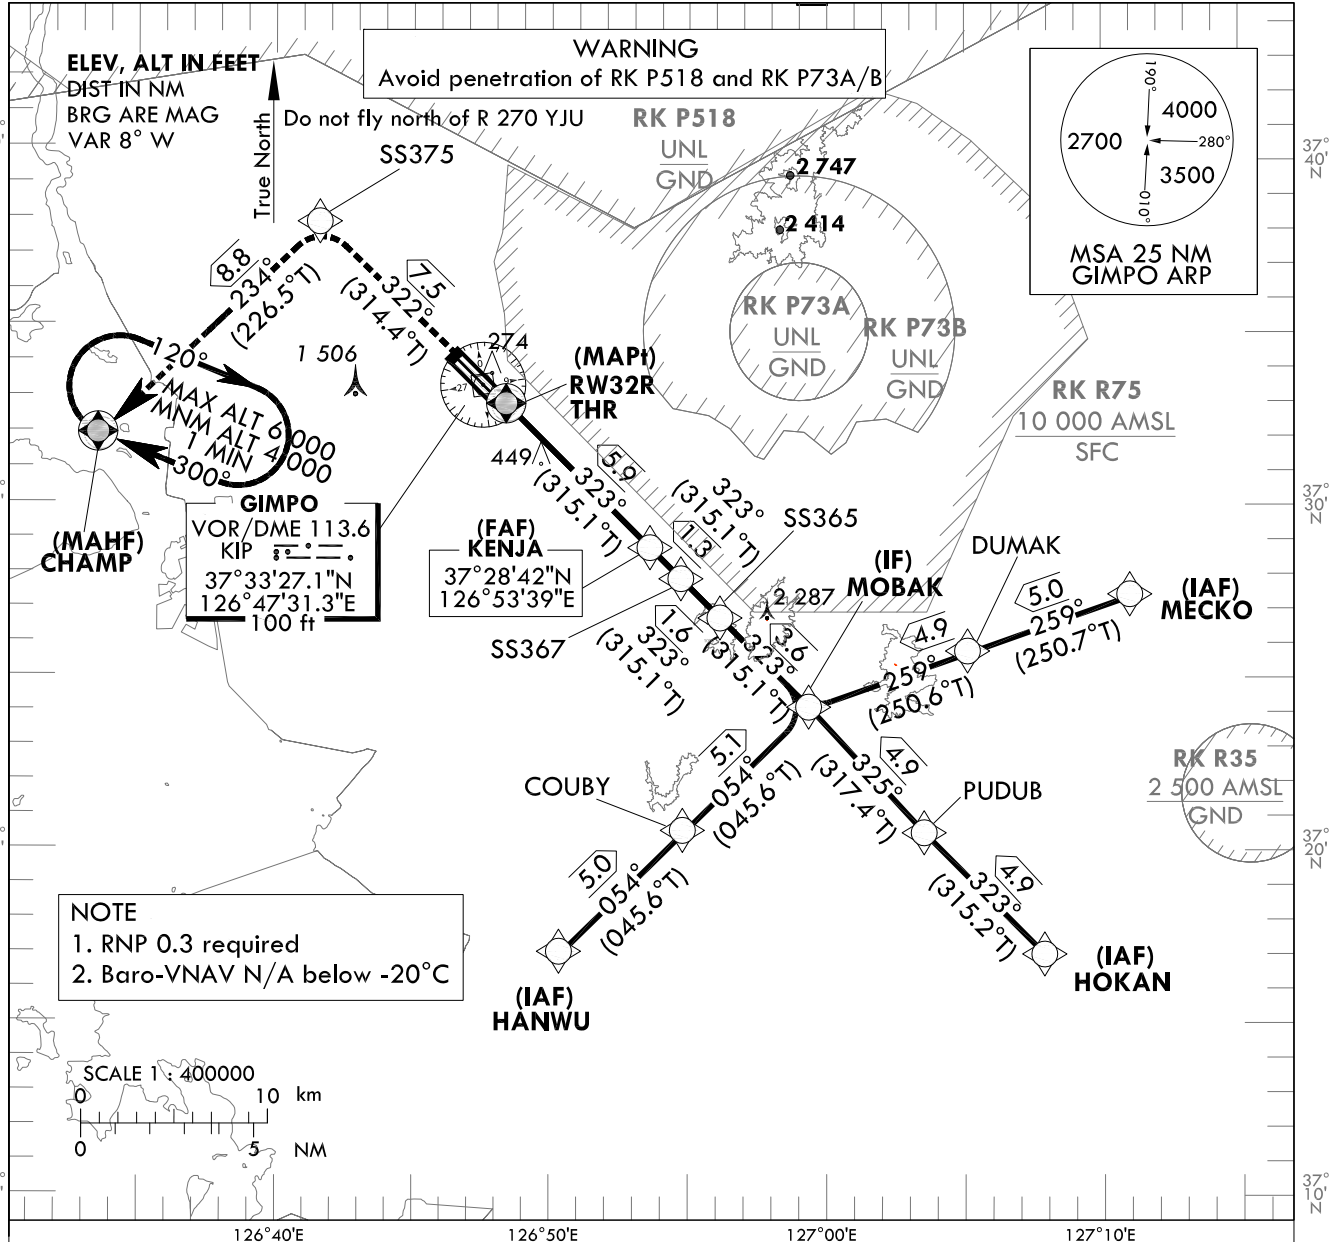 WARNING
Avoid penetration of RK P518 and RK P73A/B
ELEV, ALT IN FEET
DIST IN NM
BRG ARE MAG
VAR 8° W
True North
Do not fly north of R 270 YJU
SS375
RK P518
UNL
GND
2 747
2 414
190°
4000
2700
280°
3500
010°
MSA 25 NM
GIMPO ARP
37°
40'
N
8.8
234°
(226.5°T)
7.5
322°
(314.4°T)
RK P73A
UNL
GND
RK P73B
UNL
GND
RK R75
10 000 AMSL
SFC
1 506
274
(MAPt)
RW32R
THR
120°
MAX ALT 6 000
MNM ALT 4 000
1 MIN
300°
(MAHF)
CHAMP
GIMPO
VOR/DME 113.6
KIP
37°33'27.1"N
126°47'31.3"E
100 ft
449
5.9
323°
(315.1°T)
323°
(315.1°T)
1.3
37°
30'
N
(FAF)
KENJA
37°28'42"N
126°53'39"E
SS365
SS367
1.6
323°
(315.1°T)
2 287
3.6
323°
(315.1°T)
(IF)
MOBAK
DUMAK
4.9
259°
(250.6°T)
5.0
259°
(250.7°T)
(IAF)
MECKO
COUBY
5.1
054°
(045.6°T)
4.9
325°
(317.4°T)
PUDUB
RK R35
2 500 AMSL
GND
37°
20'
N
5.0
054°
(045.6°T)
4.9
323°
(315.2°T)
(IAF)
HANWU
(IAF)
HOKAN
NOTE
1. RNP 0.3 required
2. Baro-VNAV N/A below -20°C
SCALE 1 : 400000
0 10 km
0 5 NM
37°
10'
N
126°40'E
126°50'E
127°00'E
127°10'E